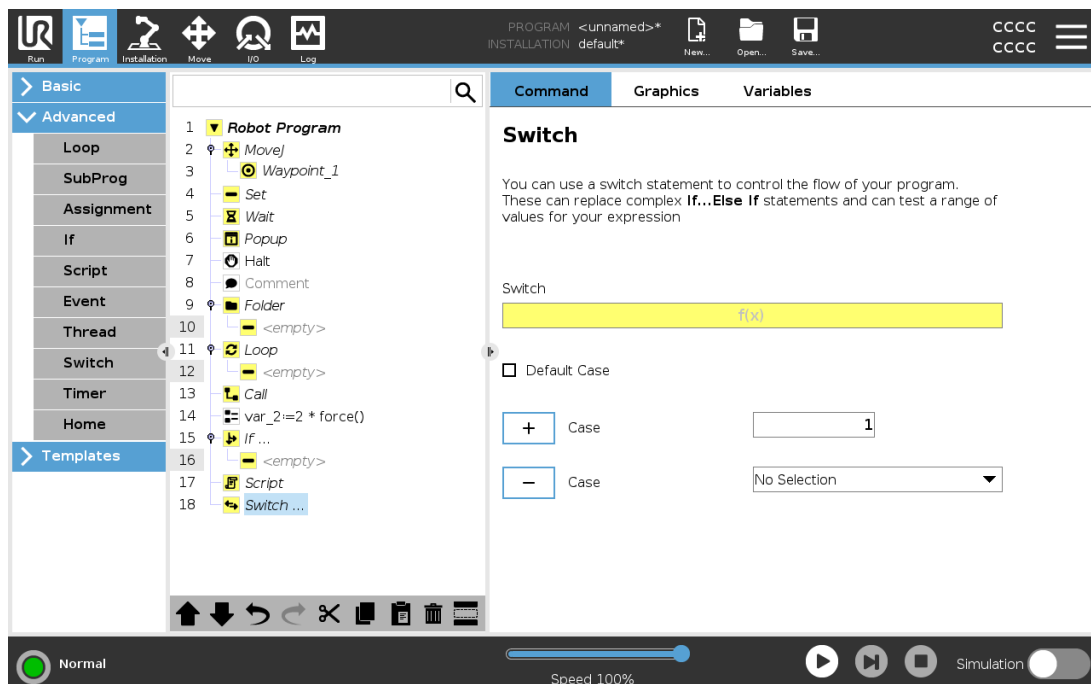 PROGRAM <unnamed>*
INSTALLATION default*
CCCC
CCCC
Run Program Installation Move I/O Log New... Open... Save...
Basic
Advanced
Loop
SubProg
Assignment
If
Script
Event
Thread
Switch
Timer
Home
Templates
1 Robot Program
2 MoveJ
3 Waypoint_1
4 Set
5 Wait
6 Popup
7 Halt
8 Comment
9 Folder
10 <empty>
11 Loop
12 <empty>
13 Call
14 var_2:=2 * force()
15 If ...
16 <empty>
17 Script
18 Switch ...
Command Graphics Variables
Switch
You can use a switch statement to control the flow of your program.
These can replace complex If...Else If statements and can test a range of
values for your expression
Switch
f(x)
Default Case
+ Case 1
− Case No Selection
Normal
Speed 100%
Simulation